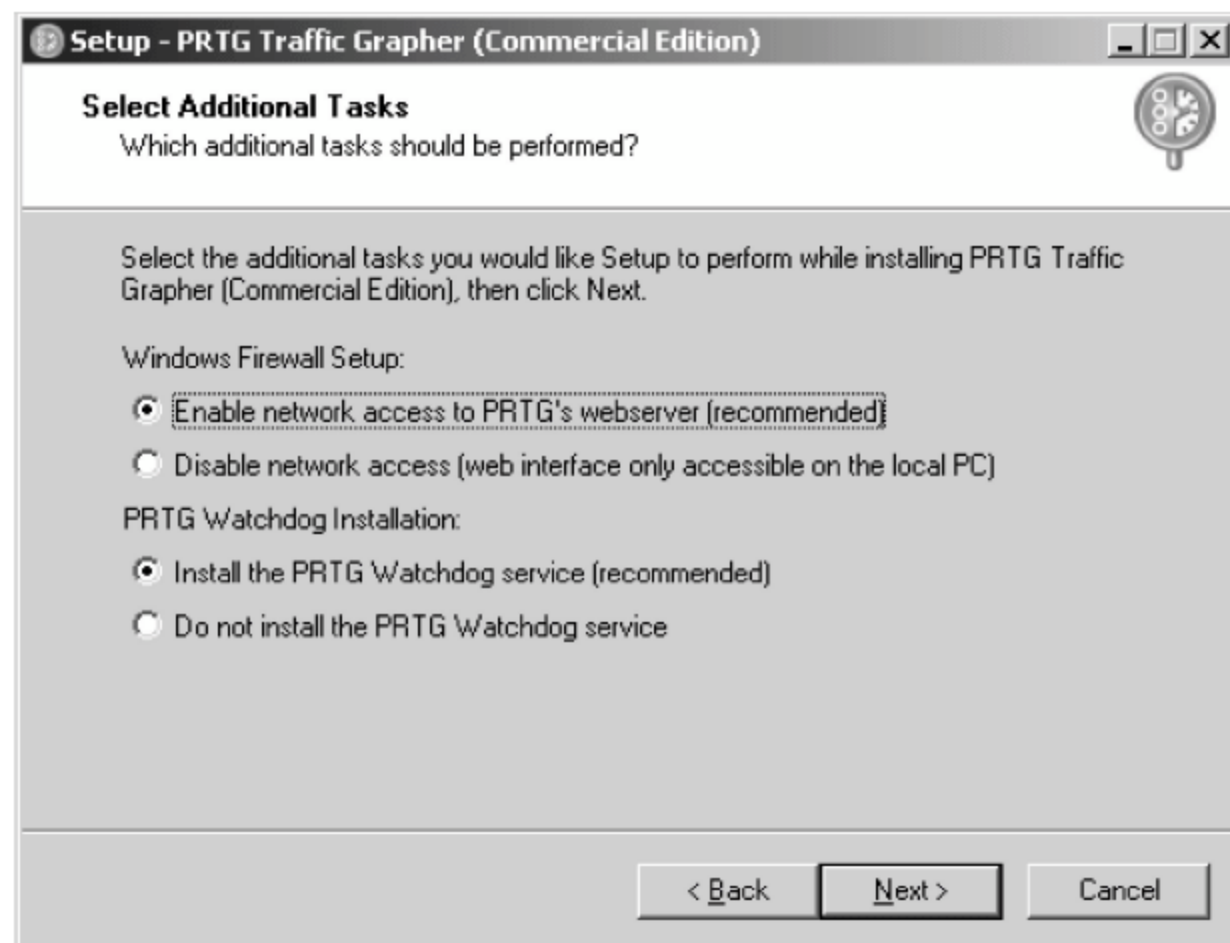 Setup - PRTG Traffic Grapher (Commercial Edition)
Select Additional Tasks
Which additional tasks should be performed?
Select the additional tasks you would like Setup to perform while installing PRTG Traffic
Grapher (Commercial Edition), then click Next.
Windows Firewall Setup:
Enable network access to PRTG's webserver (recommended)
Disable network access (web interface only accessible on the local PC)
PRTG Watchdog Installation:
Install the PRTG Watchdog service (recommended)
Do not install the PRTG Watchdog service
< Back Next > Cancel